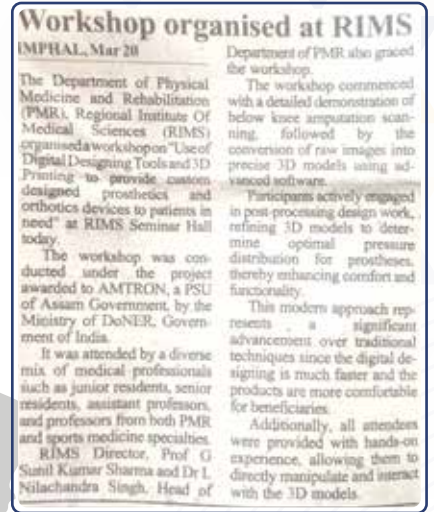 Workshop organised at RIMS
IMPHAL, Mar 20
The Department of Physical
Medicine and Rehabilitation
(PMR), Regional Institute Of
Medical Sciences (RIMS)
organised a workshop on "Use of
Digital Designing Tools and 3D
Printing to provide custom
designed prosthetics and
orthotics devices to patients in
need" at RIMS Seminar Hall
today.
The workshop was con-
ducted under the project
awarded to AMTRON, a PSU
of Assam Government, by the
Ministry of DoNER, Govern-
ment of India.
It was attended by a diverse
mix of medical professionals
such as junior residents, senior
residents, assistant professors,
and professors from both PMR
and sports medicine specialties.
RIMS Director, Prof G
Sunil Kumar Sharma and Dr L
Nilachandra Singh, Head of
Department of PMR also graced
the workshop.
The workshop commenced
with a detailed demonstration of
below knee amputation scan-
ning, followed by the
conversion of raw images into
precise 3D models using ad-
vanced software.
Participants actively engaged
in post-processing design work,
refining 3D models to deter-
mine optimal pressure
distribution for prostheses,
thereby enhancing comfort and
functionality.
This modern approach rep-
resents a significant
advancement over traditional
techniques since the digital de-
signing is much faster and the
products are more comfortable
for beneficiaries.
Additionally, all attendees
were provided with hands-on
experience, allowing them to
directly manipulate and interact
with the 3D models.